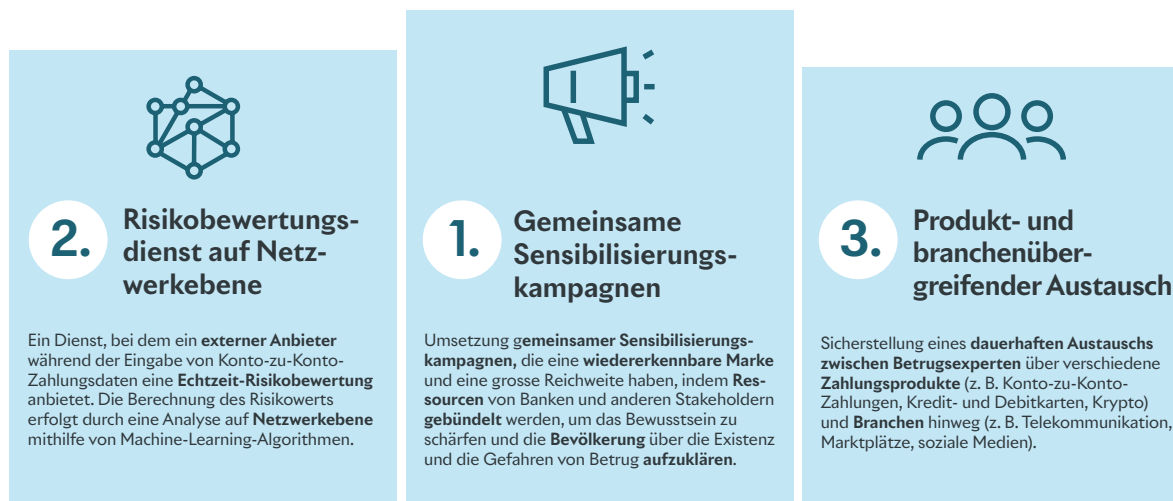 2.
Risikobewertungs-
dienst auf Netz-
werkebene
Ein Dienst, bei dem ein externer Anbieter
während der Eingabe von Konto-zu-Konto-
Zahlungsdaten eine Echtzeit-Risikobewertung
anbietet. Die Berechnung des Risikowerts
erfolgt durch eine Analyse auf Netzwerkebene
mithilfe von Machine-Learning-Algorithmen.
1.
Gemeinsame
Sensibilisierungs-
kampagnen
Umsetzung gemeinsamer Sensibilisierungs-
kampagnen, die eine wiedererkennbare Marke
und eine grosse Reichweite haben, indem Res-
sourcen von Banken und anderen Stakeholdern
gebündelt werden, um das Bewusstsein zu
schärfen und die Bevölkerung über die Existenz
und die Gefahren von Betrug aufzuklären.
3.
Produkt- und
branchenüber-
greifender Austausch
Sicherstellung eines dauerhaften Austauschs
zwischen Betrugsexperten über verschiedene
Zahlungsprodukte (z. B. Konto-zu-Konto-
Zahlungen, Kredit- und Debitkarten, Krypto)
und Branchen hinweg (z. B. Telekommunikation,
Marktplätze, soziale Medien).